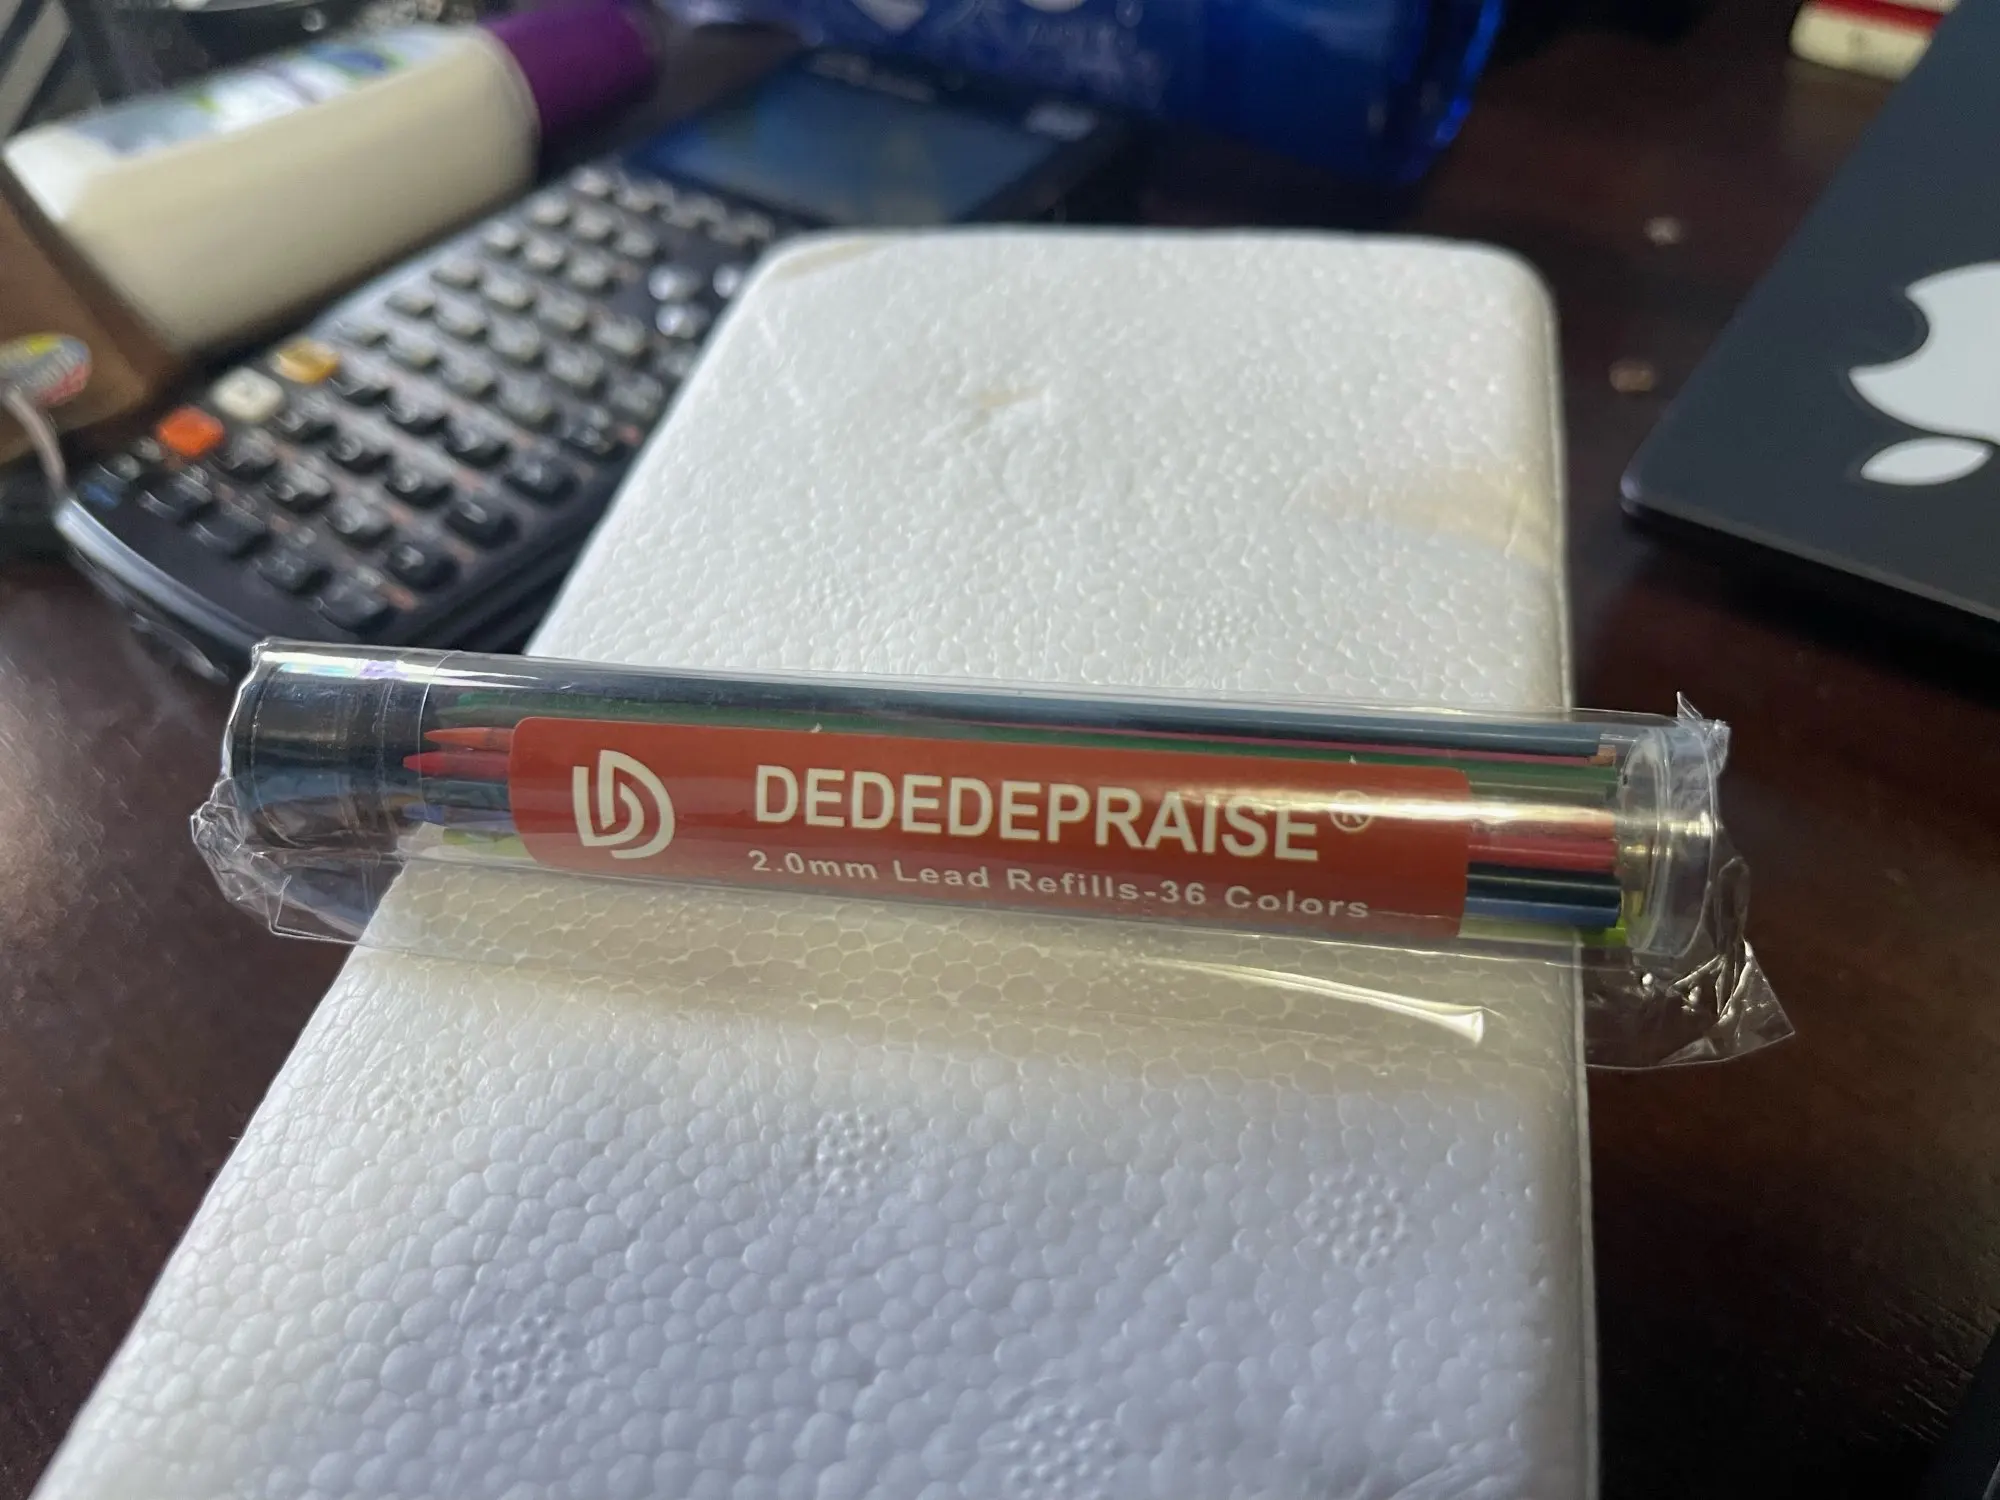 DEDEDEPRAISE®
2.0mm Lead Refills-36 Colors